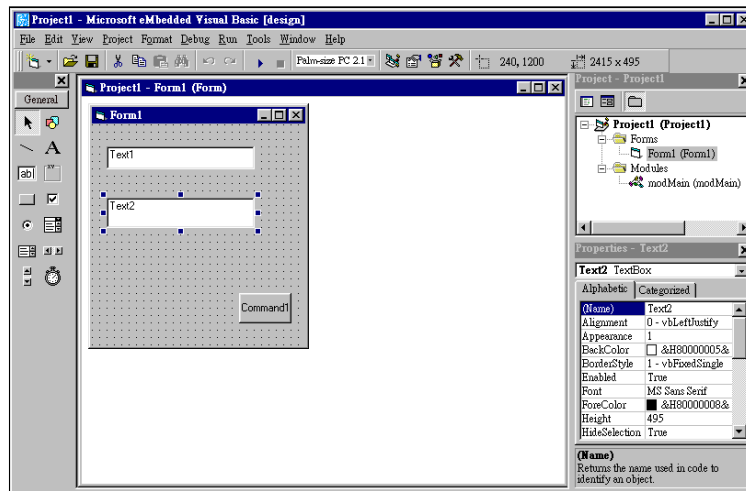 Project1 - Microsoft eMbedded Visual Basic [design]
File Edit View Project Format Debug Run Tools Window Help
Palm-size PC 2.1
240, 1200
2415 x 495
General
A
ab|
xv
Project1 - Form1 (Form)
Form1
Text1
Text2
Command1
Project - Project1
Project1 (Project1)
Forms
Form1 (Form1)
Modules
modMain (modMain)
Properties - Text2
Text2 TextBox
Alphabetic Categorized
(Name) Text2
Alignment 0 - vbLeftJustify
Appearance 1
BackColor &H80000005&
BorderStyle 1 - vbFixedSingle
Enabled True
Font MS Sans Serif
ForeColor &H80000008&
Height 495
HideSelection True
(Name)
Returns the name used in code to
identify an object.